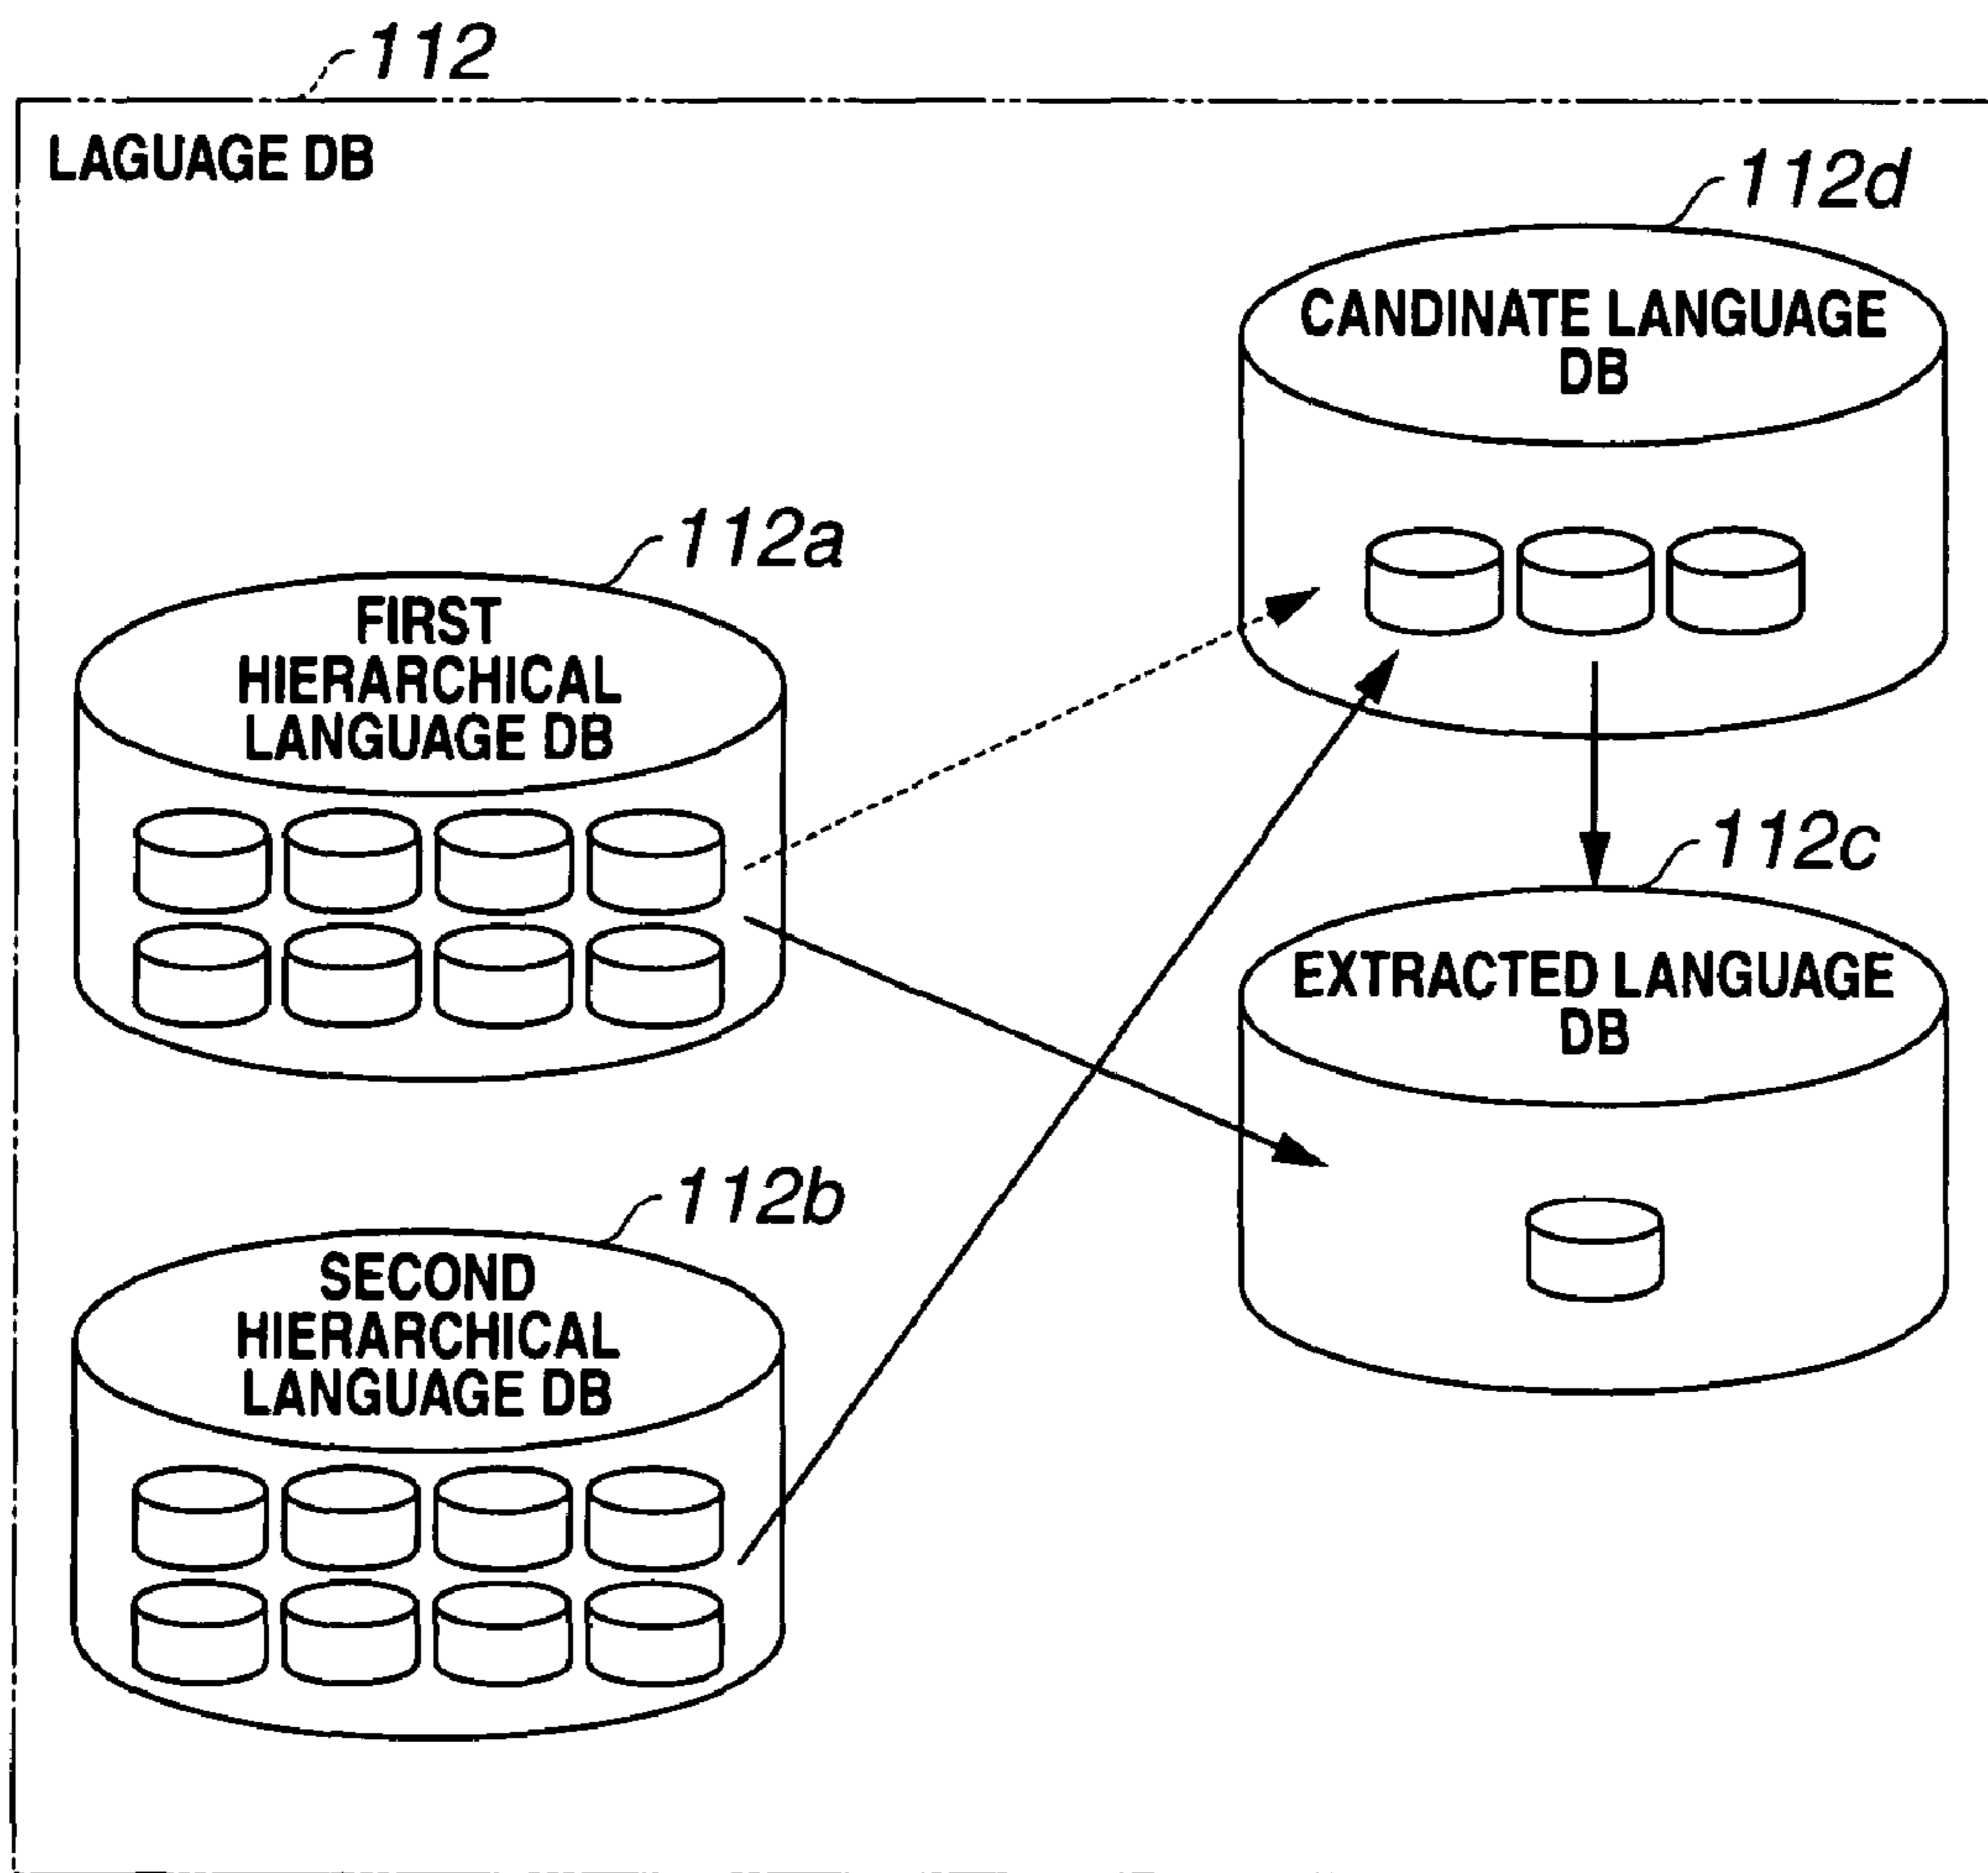 112
LAGUAGE DB
112d
CANDINATE LANGUAGE
DB
112a
FIRST
HIERARCHICAL
LANGUAGE DB
112c
EXTRACTED LANGUAGE
DB
112b
SECOND
HIERARCHICAL
LANGUAGE DB